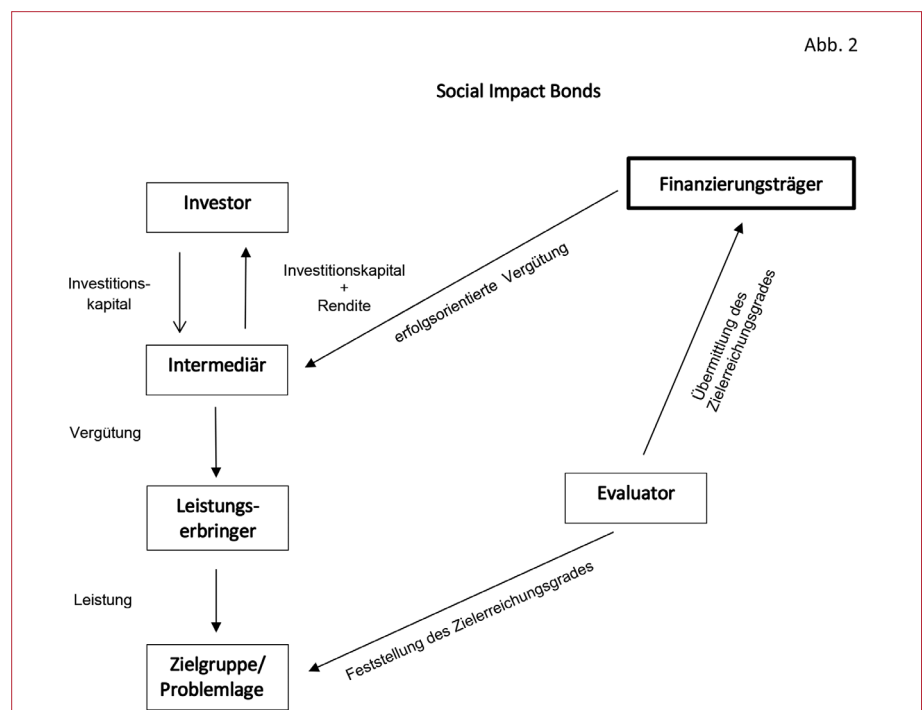 Abb. 2
Social Impact Bonds
Finanzierungsträger
Investor
Investitions-
kapital
Investitionskapital
+
Rendite
erfolgsorientierte Vergütung
Übermittlung des
Zielerreichungsgrades
Intermediär
Vergütung
Leistungs-
erbringer
Evaluator
Leistung
Feststellung des Zielerreichungsgrades
Zielgruppe/
Problemlage